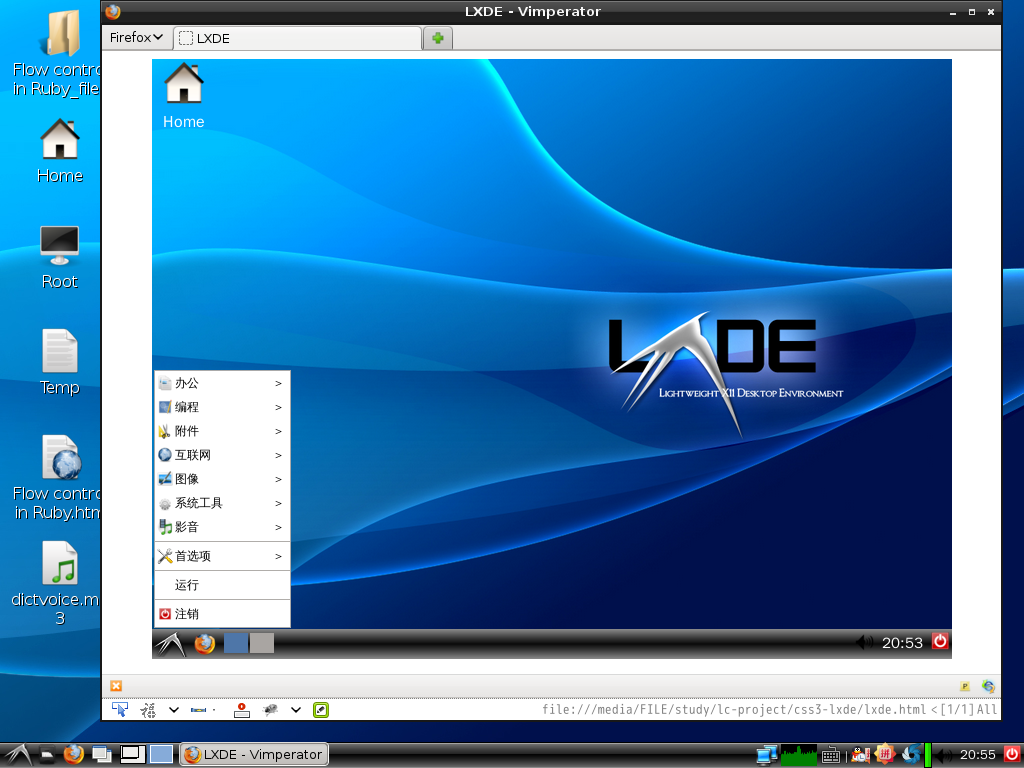 LXDE - Vimperator
Firefox
LXDE
Flow contro
in Ruby_file
Home
Root
Temp
Flow contro
in Ruby.htm
dictvoice.m
3
Home
LXDE
Lightweight X11 Desktop Environment
办公 >
编程 >
附件 >
互联网 >
图像 >
系统工具 >
影音 >
首选项 >
运行
注销
20:53
P
file:///media/FILE/study/lc-project/css3-lxde/lxde.html <[1/1]All
LXDE - Vimperator
拼
20:55